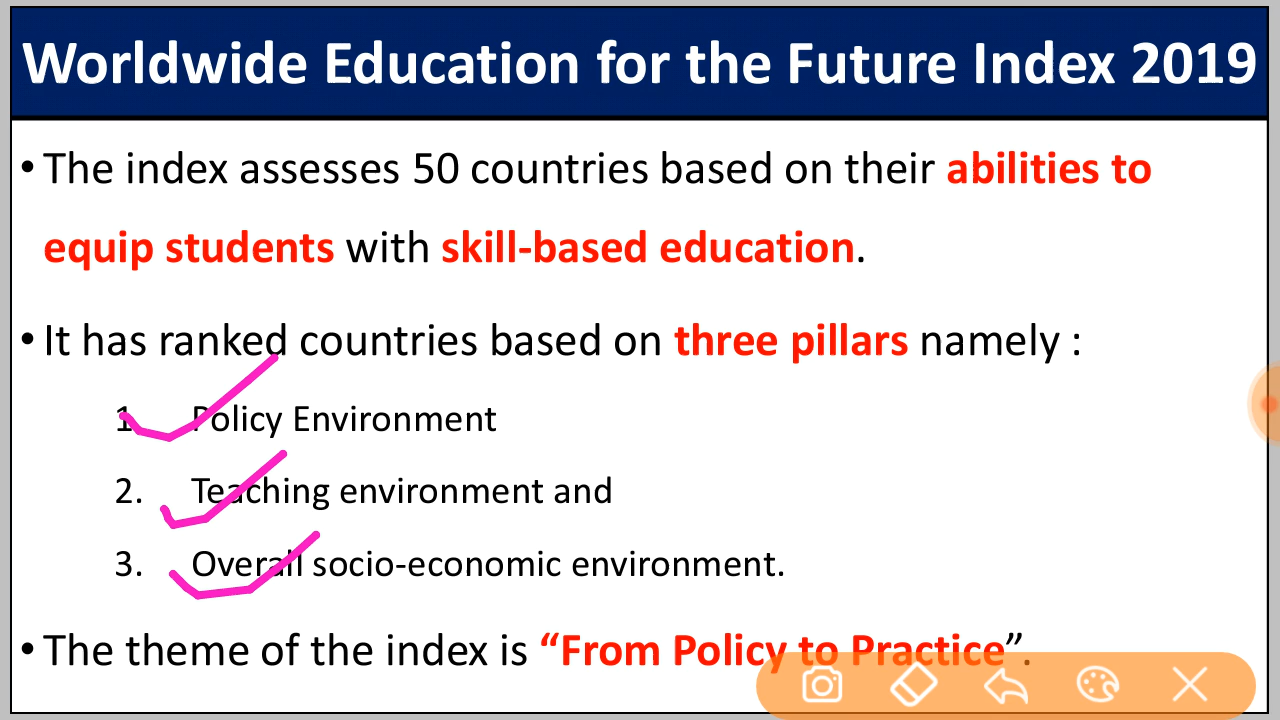 Worldwide Education for the Future Index 2019
• The index assesses 50 countries based on their abilities to
equip students with skill-based education.
• It has ranked countries based on three pillars namely :
1. Policy Environment
2. Teaching environment and
3. Overall socio-economic environment.
• The theme of the index is “From Policy to Practice”.